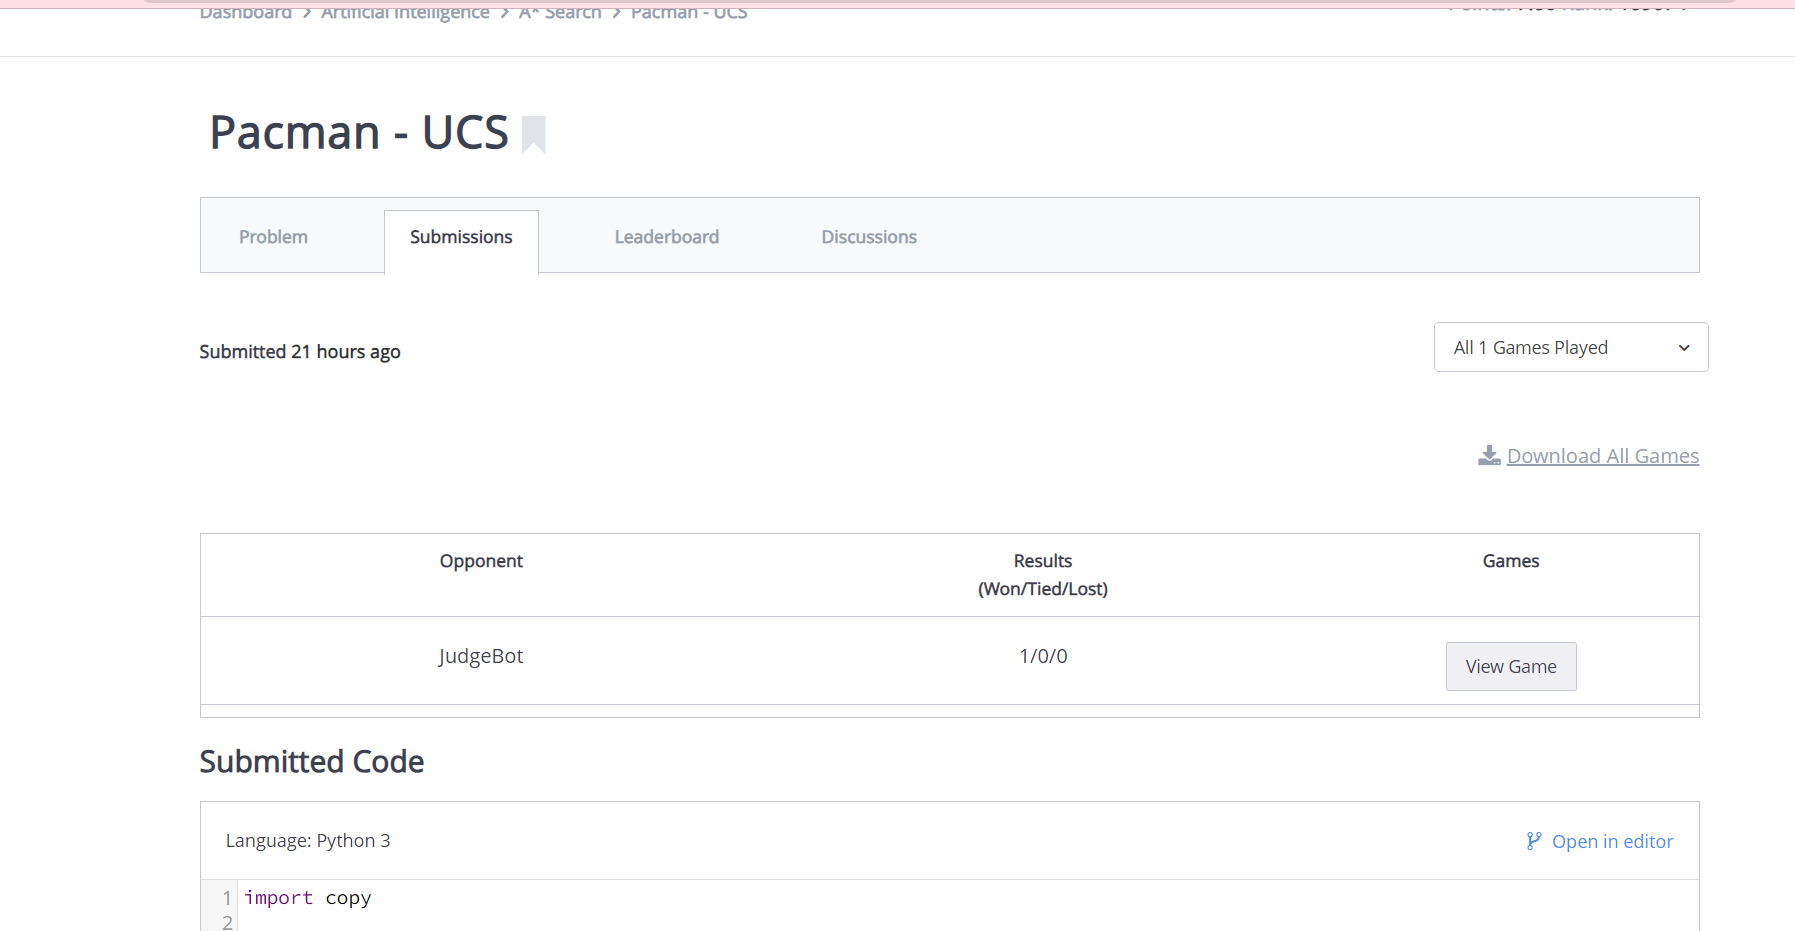 Dashboard > Artificial Intelligence > A* Search > Pacman - UCS
Pacman - UCS
Problem
Submissions
Leaderboard
Discussions
Submitted 21 hours ago
All 1 Games Played
Download All Games
Opponent
Results
(Won/Tied/Lost)
Games
JudgeBot
1/0/0
View Game
Submitted Code
Language: Python 3
Open in editor
1 import copy
2